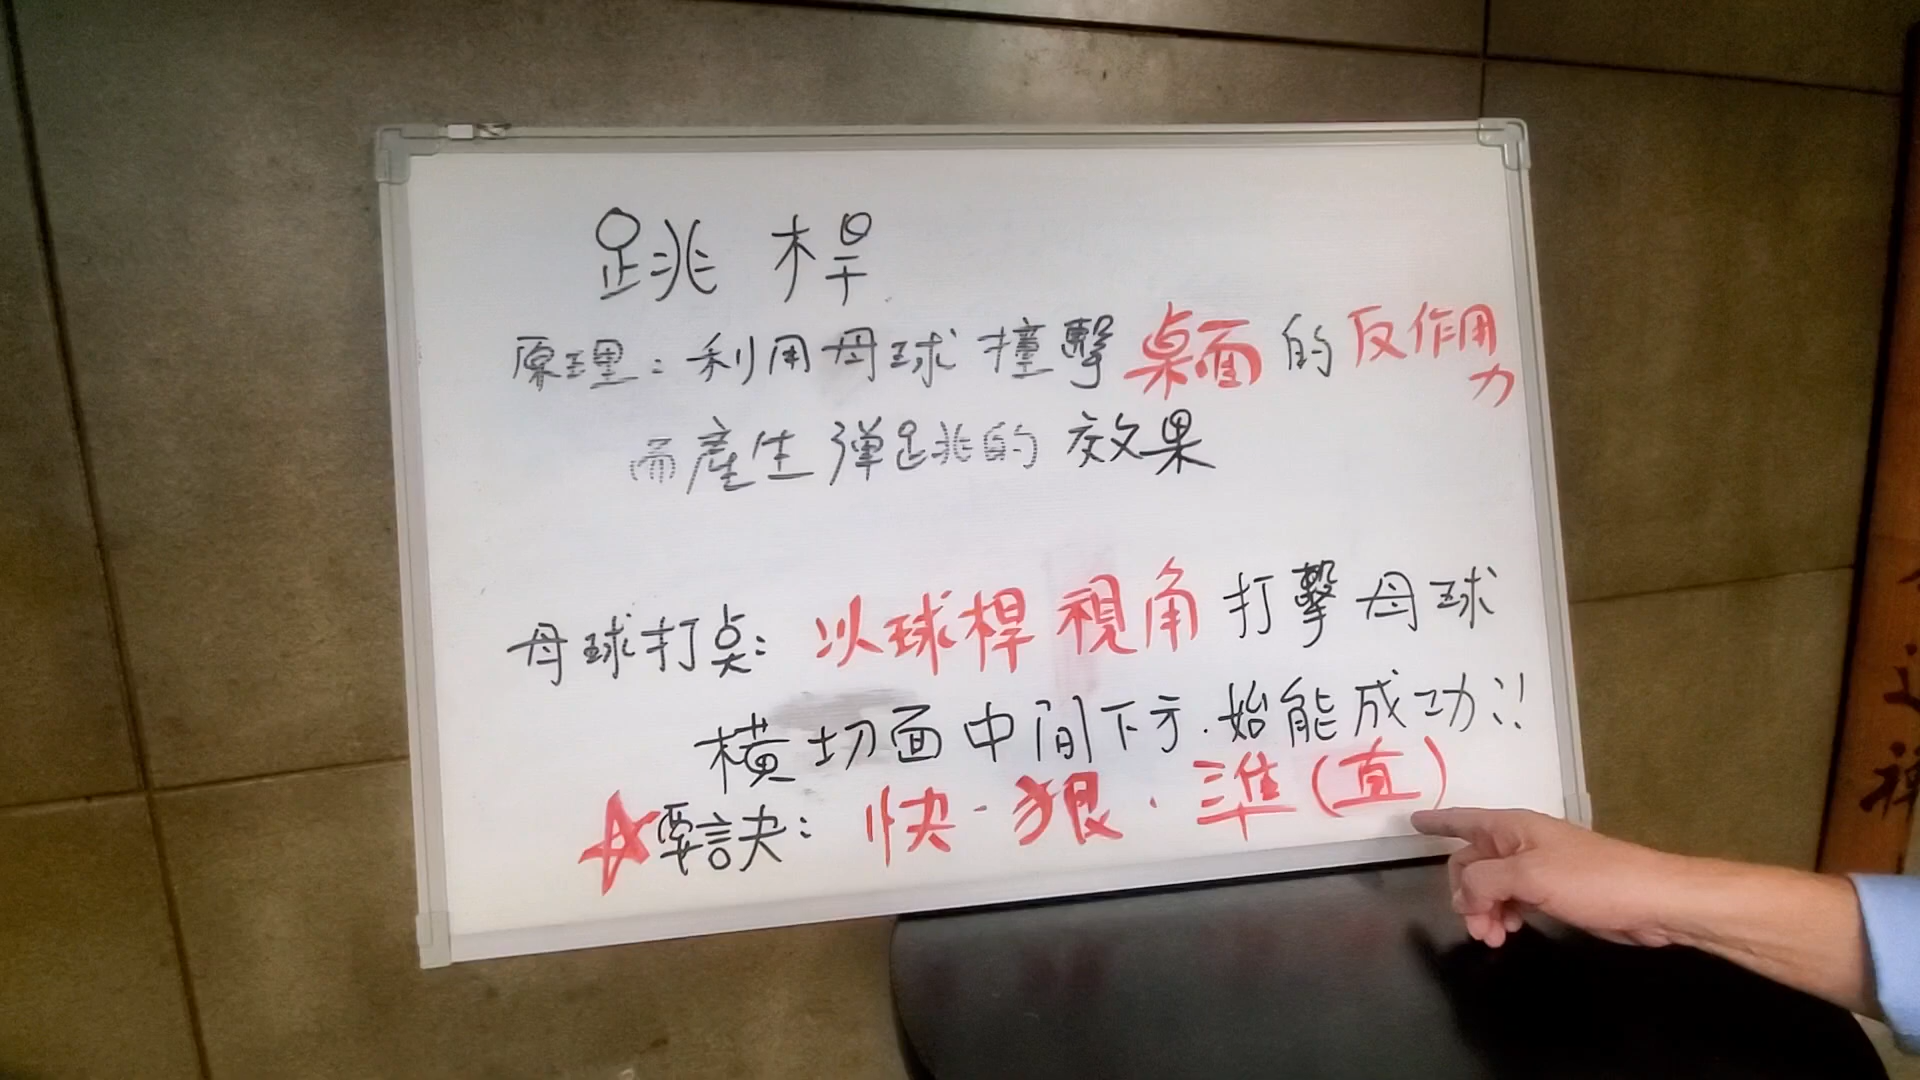 跳桿
原理:利用母球撞擊桌面的反作用力
而產生彈跳的效果
母球打點:以球桿視角打擊母球
橫切面中間下方.始能成功!!
☆要訣:快.狠.準(直)